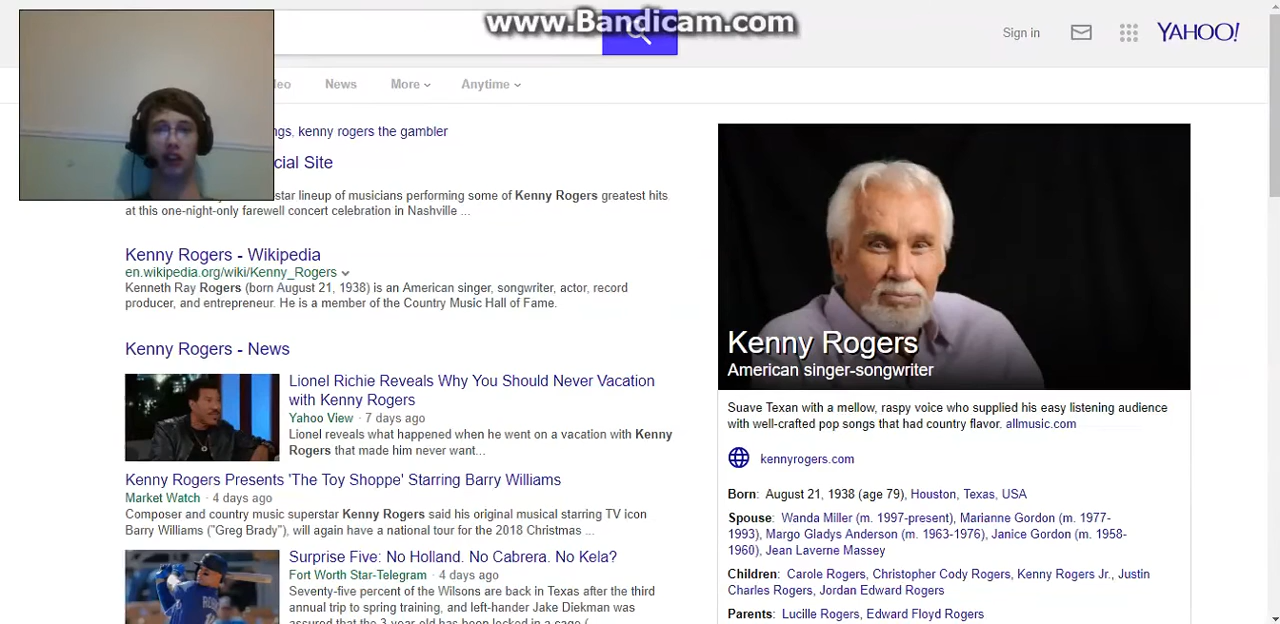 www.Bandicam.com
Sign in
YAHOO!
eo
News
More
Anytime
ngs, kenny rogers the gambler
cial Site
star lineup of musicians performing some of Kenny Rogers greatest hits
at this one-night-only farewell concert celebration in Nashville ...
Kenny Rogers - Wikipedia
en.wikipedia.org/wiki/Kenny_Rogers
Kenneth Ray Rogers (born August 21, 1938) is an American singer, songwriter, actor, record
producer, and entrepreneur. He is a member of the Country Music Hall of Fame.
Kenny Rogers - News
Lionel Richie Reveals Why You Should Never Vacation
with Kenny Rogers
Yahoo View · 7 days ago
Lionel reveals what happened when he went on a vacation with Kenny
Rogers that made him never want...
Kenny Rogers Presents 'The Toy Shoppe' Starring Barry Williams
Market Watch · 4 days ago
Composer and country music superstar Kenny Rogers said his original musical starring TV icon
Barry Williams ("Greg Brady"), will again have a national tour for the 2018 Christmas ...
Surprise Five: No Holland. No Cabrera. No Kela?
Fort Worth Star-Telegram · 4 days ago
Seventy-five percent of the Wilsons are back in Texas after the third
annual trip to spring training, and left-hander Jake Diekman was
Kenny Rogers
American singer-songwriter
Suave Texan with a mellow, raspy voice who supplied his easy listening audience
with well-crafted pop songs that had country flavor. allmusic.com
kennyrogers.com
Born: August 21, 1938 (age 79), Houston, Texas, USA
Spouse: Wanda Miller (m. 1997-present), Marianne Gordon (m. 1977-
1993), Margo Gladys Anderson (m. 1963-1976), Janice Gordon (m. 1958-
1960), Jean Laverne Massey
Children: Carole Rogers, Christopher Cody Rogers, Kenny Rogers Jr., Justin
Charles Rogers, Jordan Edward Rogers
Parents: Lucille Rogers, Edward Floyd Rogers